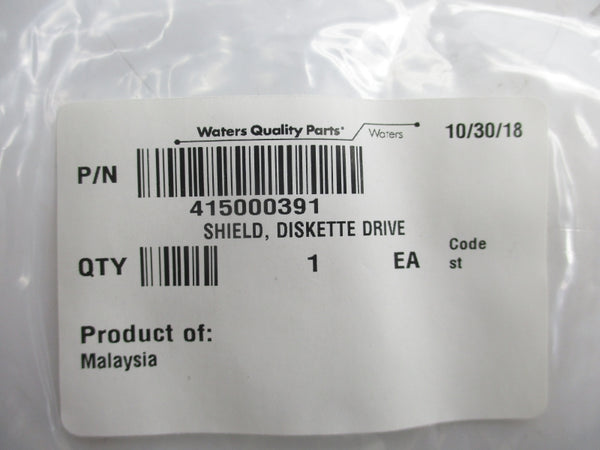 Waters Quality Parts®
Waters
10/30/18
P/N
415000391
SHIELD, DISKETTE DRIVE
QTY 1 EA
Code
st
Product of:
Malaysia